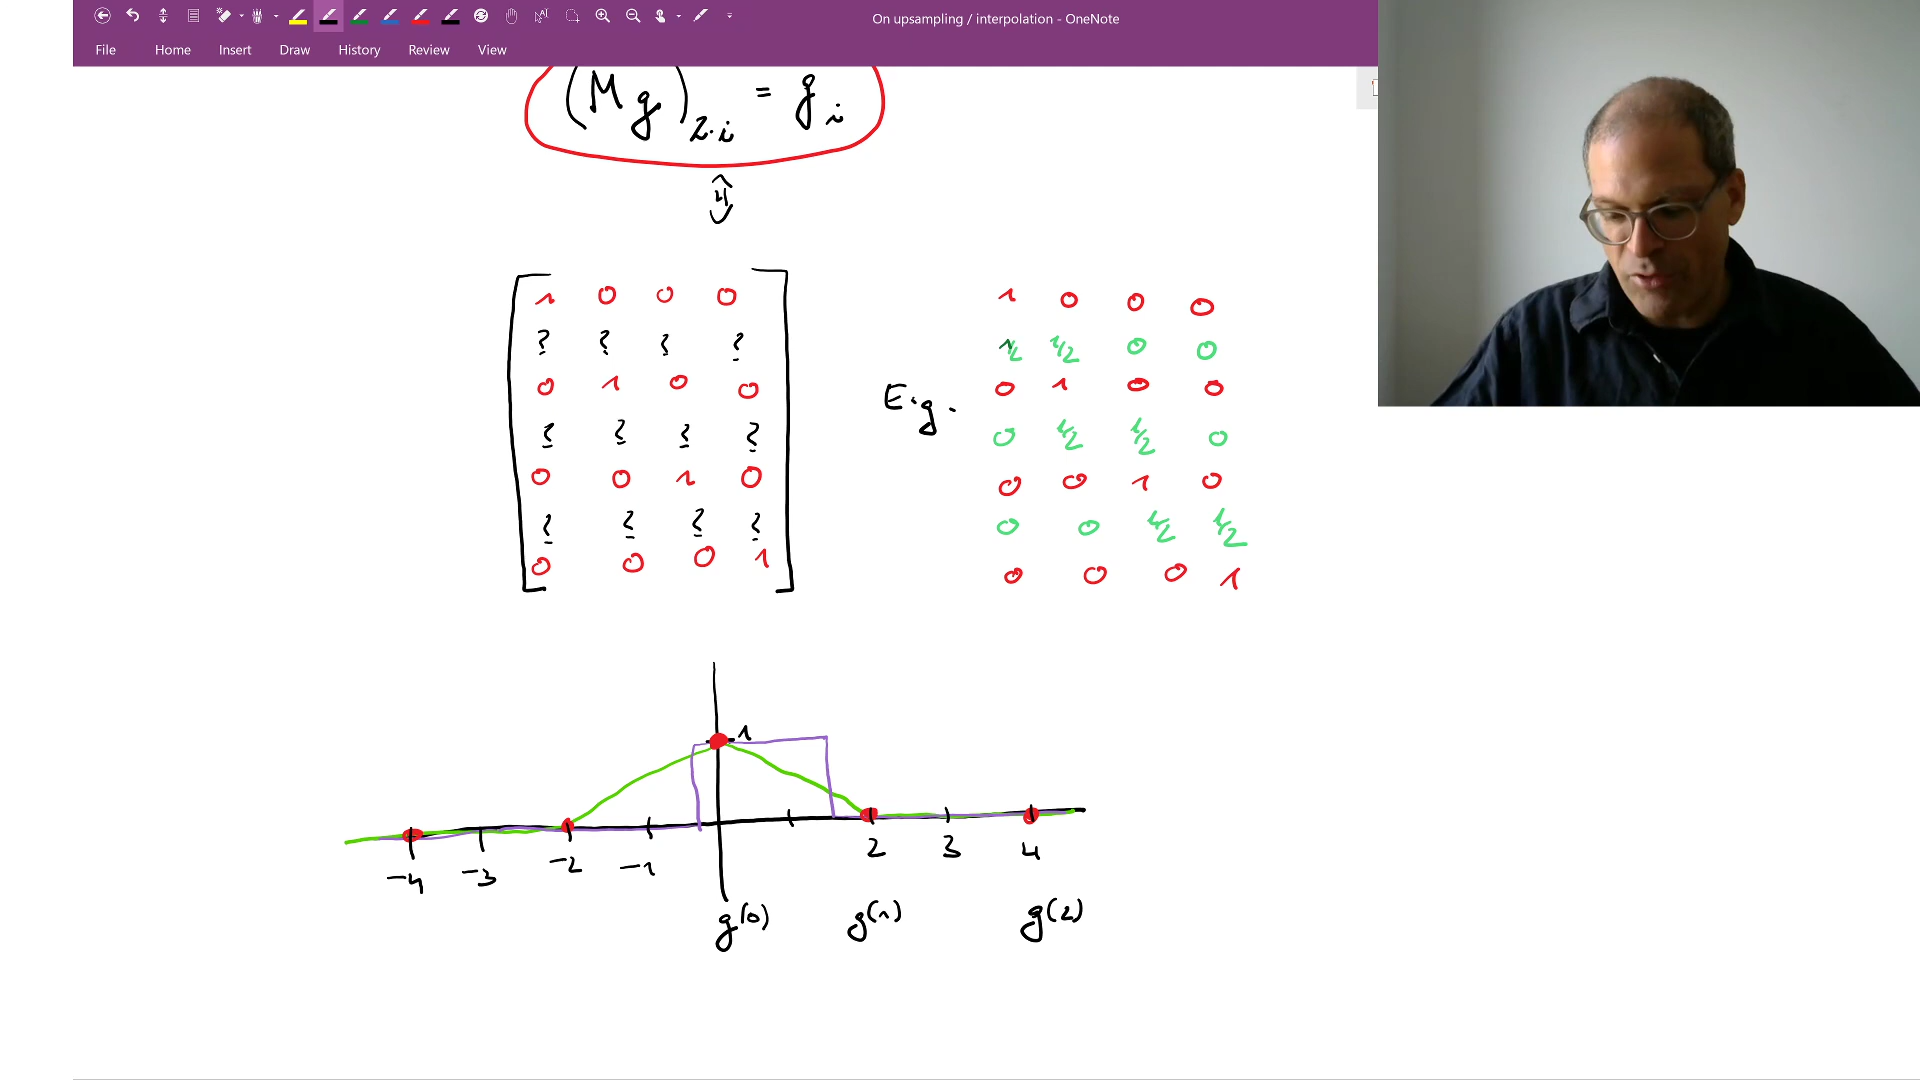 On upsampling / interpolation - OneNote
File Home Insert Draw History Review View
(Mg)2·i = gi
1 0 0 0
? ? ? ?
0 1 0 0
? ? ? ?
0 0 1 0
? ? ? ?
0 0 0 1
E.g.
1 0 0 0
1/2 1/2 0 0
0 1 0 0
0 1/2 1/2 0
0 0 1 0
0 0 1/2 1/2
0 0 0 1
1
-4 -3 -2 -1 2 3 4
g(0) g(1) g(2)